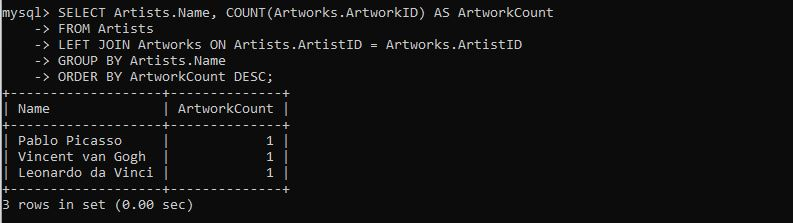 mysql> SELECT Artists.Name, COUNT(Artworks.ArtworkID) AS ArtworkCount
    -> FROM Artists
    -> LEFT JOIN Artworks ON Artists.ArtistID = Artworks.ArtistID
    -> GROUP BY Artists.Name
    -> ORDER BY ArtworkCount DESC;
+-------------------+--------------+
| Name              | ArtworkCount |
+-------------------+--------------+
| Pablo Picasso     |            1 |
| Vincent van Gogh  |            1 |
| Leonardo da Vinci |            1 |
+-------------------+--------------+
3 rows in set (0.00 sec)